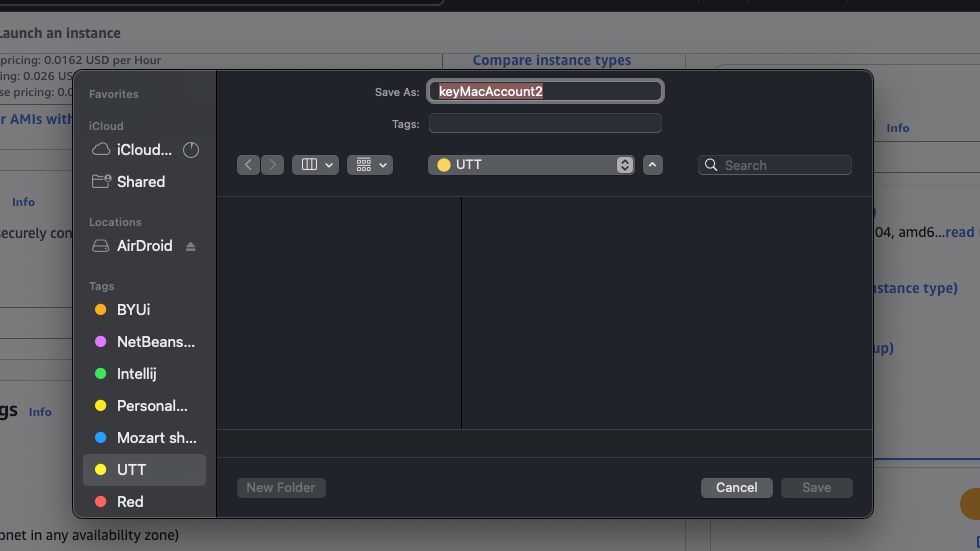 Launch an instance
pricing: 0.0162 USD per Hour
Compare instance types
ing: 0.026 US
se pricing: 0.0
r AMIs with
Info
Info
securely con
04, amd6...read
instance type)
up)
gs Info
bnet in any availability zone)
Save As: keyMacAccount2
Tags:
UTT
Search
Favorites
iCloud
iCloud...
Shared
Locations
AirDroid
Tags
BYUi
NetBeans...
Intellij
Personal...
Mozart sh...
UTT
Red
New Folder
Cancel
Save